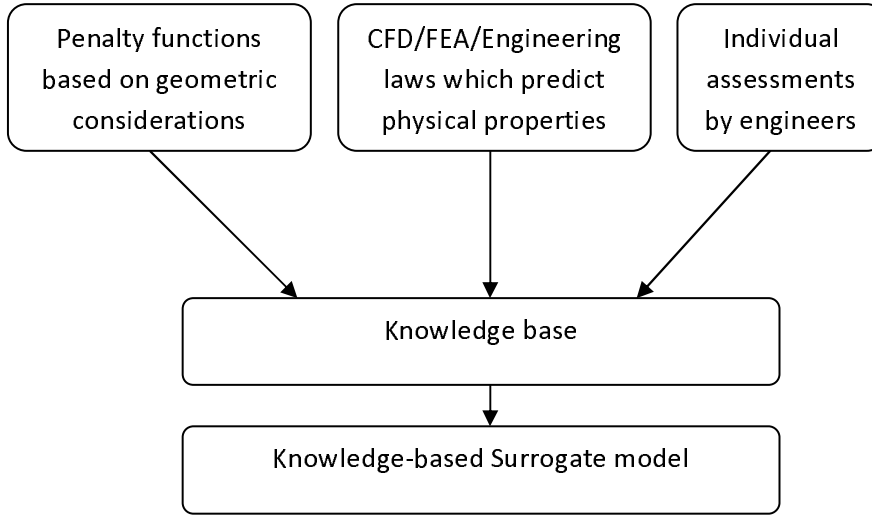 Penalty functions
based on geometric
considerations
CFD/FEA/Engineering
laws which predict
physical properties
Individual
assessments
by engineers
Knowledge base
Knowledge-based Surrogate model